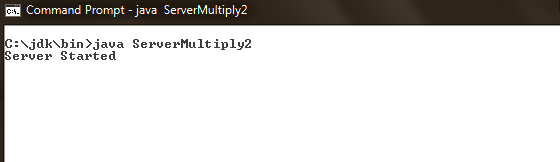 Command Prompt - java  ServerMultiply2
C:\jdk\bin>java ServerMultiply2
Server Started